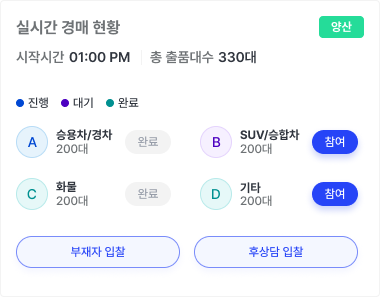 실시간 경매 현황
양산
시작시간 01:00 PM 총 출품대수 330대
진행 대기 완료
A 승용차/경차 200대 완료
B SUV/승합차 200대 참여
C 화물 200대 완료
D 기타 200대 참여
부재자 입찰 후상담 입찰